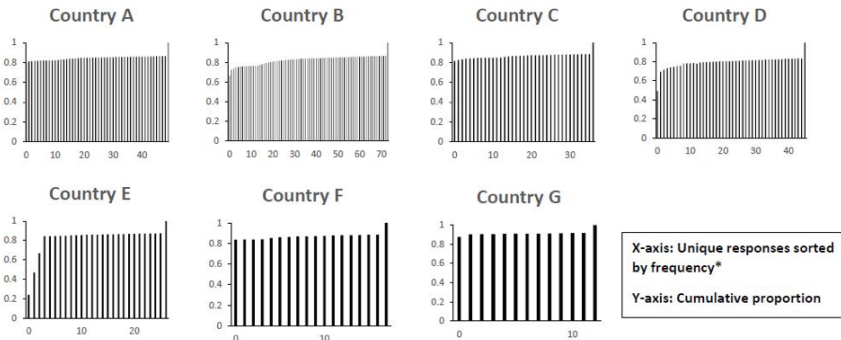 Country A
Country B
Country C
Country D
1
0.8
0.6
0.4
0.2
0
0 10 20 30 40
1
0.8
0.6
0.4
0.2
0
0 10 20 30 40 50 60 70
1
0.8
0.6
0.4
0.2
0
0 10 20 30
1
0.8
0.6
0.4
0.2
0
0 10 20 30 40
Country E
Country F
Country G
1
0.8
0.6
0.4
0.2
0
0 10 20
1
0.8
0.6
0.4
0.2
0
0 10
1
0.8
0.6
0.4
0.2
0
0 10
X-axis: Unique responses sorted
by frequency*
Y-axis: Cumulative proportion